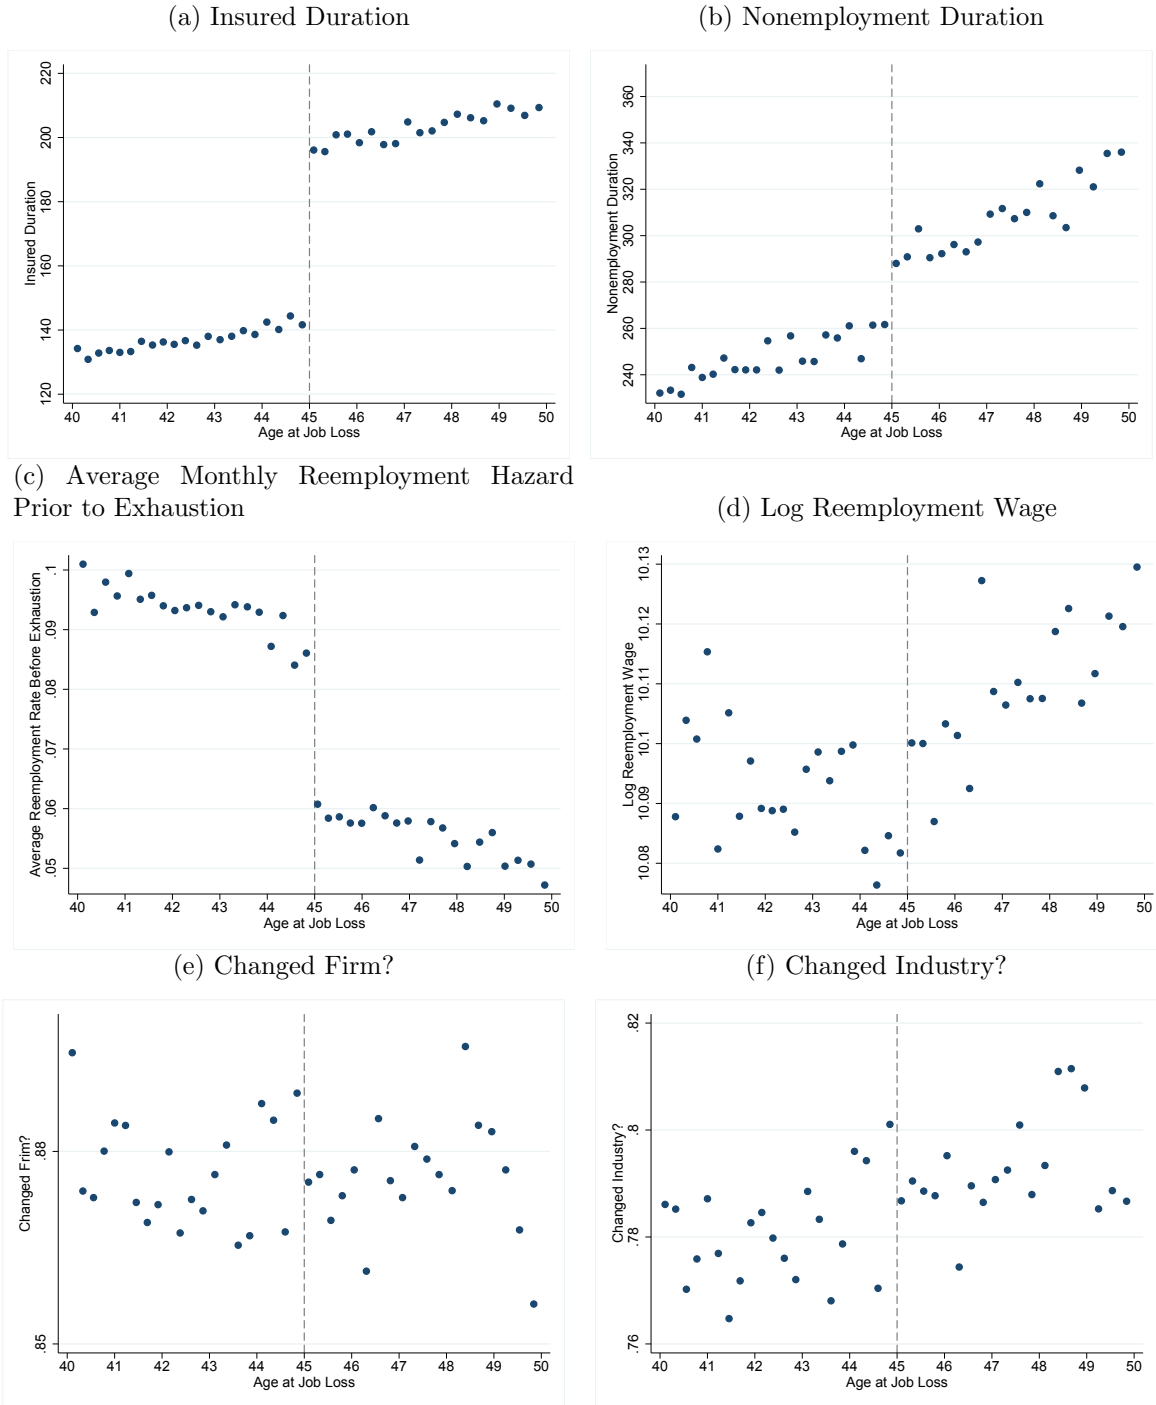 (a) Insured Duration
Insured Duration
220
200
180
160
140
120
40 41 42 43 44 45 46 47 48 49 50
Age at Job Loss
(b) Nonemployment Duration
Nonemployment Duration
360
340
320
300
280
260
240
40 41 42 43 44 45 46 47 48 49 50
Age at Job Loss
(c) Average Monthly Reemployment Hazard
Prior to Exhaustion
Average Reemployment Rate Before Exhaustion
.1
.09
.08
.07
.06
.05
40 41 42 43 44 45 46 47 48 49 50
Age at Job Loss
(d) Log Reemployment Wage
Log Reemployment Wage
10.13
10.12
10.11
10.1
10.09
10.08
40 41 42 43 44 45 46 47 48 49 50
Age at Job Loss
(e) Changed Firm?
Changed Frim?
.88
.85
40 41 42 43 44 45 46 47 48 49 50
Age at Job Loss
(f) Changed Industry?
Changed Industry?
.82
.8
.78
.76
40 41 42 43 44 45 46 47 48 49 50
Age at Job Loss